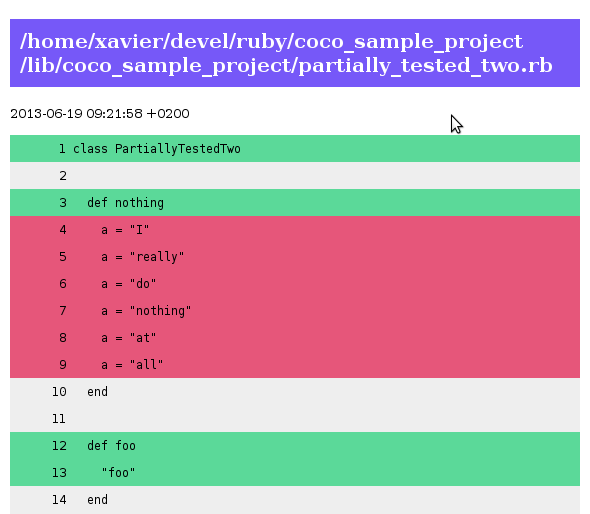 /home/xavier/devel/ruby/coco_sample_project
/lib/coco_sample_project/partially_tested_two.rb
2013-06-19 09:21:58 +0200
1 class PartiallyTestedTwo
2
3   def nothing
4     a = "I"
5     a = "really"
6     a = "do"
7     a = "nothing"
8     a = "at"
9     a = "all"
10   end
11
12   def foo
13     "foo"
14   end